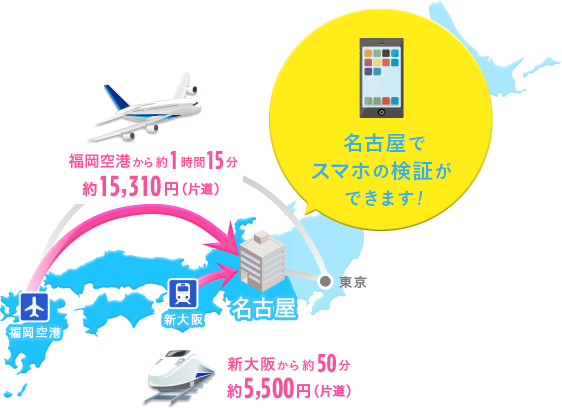 名古屋で
スマホの検証が
できます!
福岡空港から約1時間15分
約15,310円(片道)
東京
名古屋
新大阪
福岡空港
新大阪から約50分
約5,500円(片道)